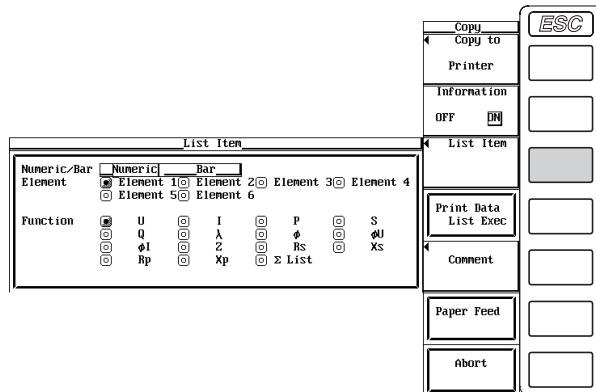 ESC
Copy
Copy to
Printer
Information
OFF ON
List Item
Print Data
List Exec
Comment
Paper Feed
Abort
List Item
Numeric/Bar Numeric Bar
Element Element 1 Element 2 Element 3 Element 4
Element 5 Element 6
Function U I P S
Q λ ϕ ϕU
ϕI Z Rs Xs
Rp Xp Σ List